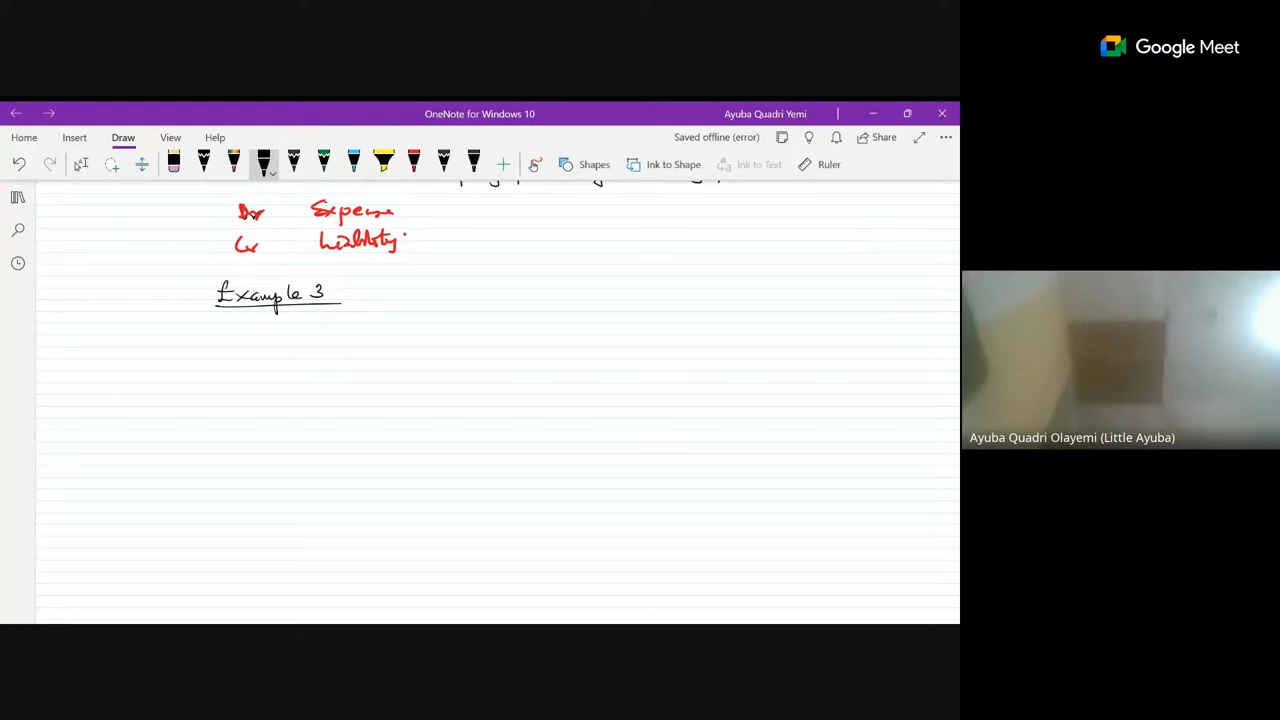 Google Meet
OneNote for Windows 10
Ayuba Quadri Yemi
Home Insert Draw View Help
Saved offline (error)
Share
Shapes
Ink to Shape
Ink to Text
Ruler
Dr Expense
Cr Liability
Example 3
Ayuba Quadri Olayemi (Little Ayuba)